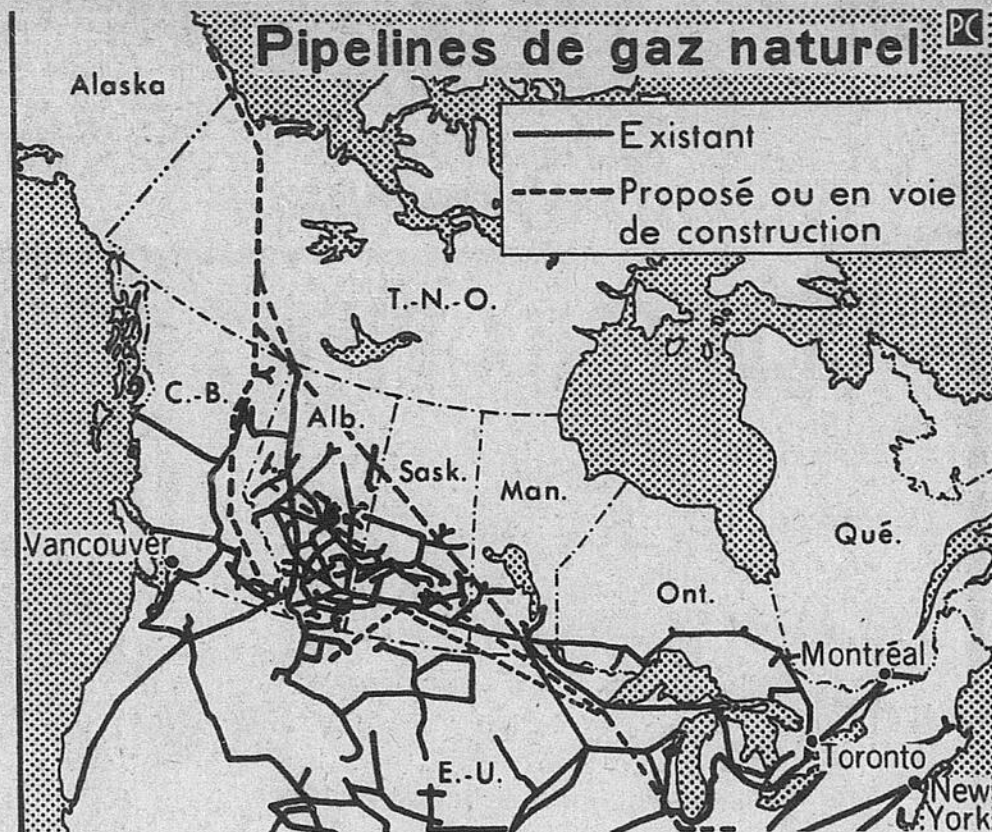 Pipelines de gaz naturel
PC
Alaska
Existant
Proposé ou en voie
de construction
T.-N.-O.
C.-B.
Alb.
Sask.
Man.
Qué.
Vancouver
Ont.
Montréal
Toronto
E.-U.
New
York